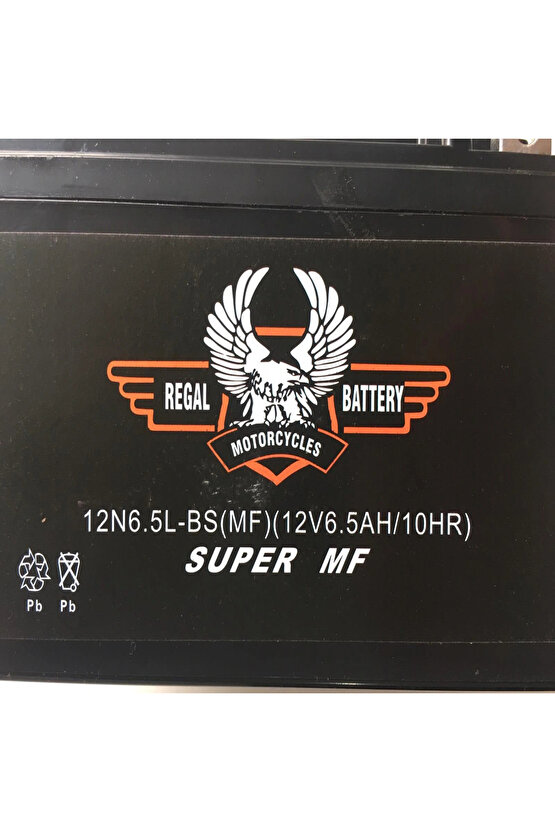 REGAL BATTERY
MOTORCYCLES
12N6.5L-BS(MF)(12V6.5AH/10HR)
SUPER MF
Pb Pb